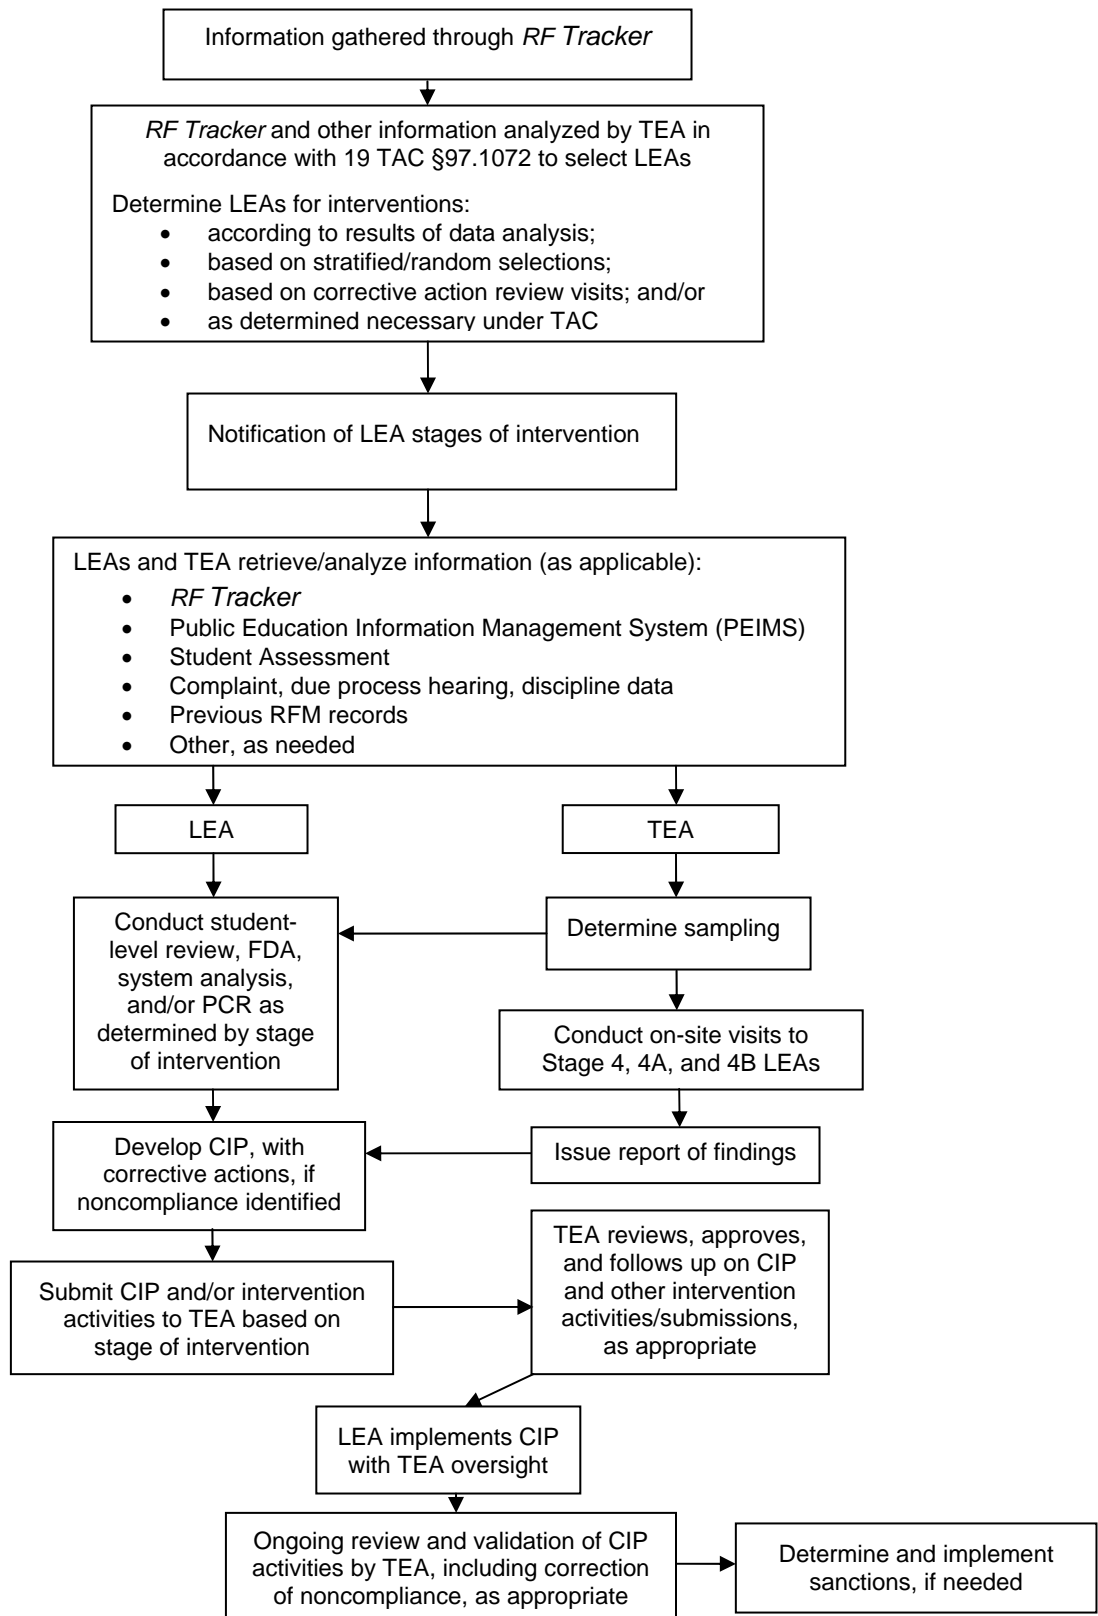 Information gathered through RF Tracker
RF Tracker and other information analyzed by TEA in
accordance with 19 TAC §97.1072 to select LEAs
Determine LEAs for interventions:
• according to results of data analysis;
• based on stratified/random selections;
• based on corrective action review visits; and/or
• as determined necessary under TAC
Notification of LEA stages of intervention
LEAs and TEA retrieve/analyze information (as applicable):
• RF Tracker
• Public Education Information Management System (PEIMS)
• Student Assessment
• Complaint, due process hearing, discipline data
• Previous RFM records
• Other, as needed
LEA
TEA
Conduct student-
level review, FDA,
system analysis,
and/or PCR as
determined by stage
of intervention
Determine sampling
Conduct on-site visits to
Stage 4, 4A, and 4B LEAs
Develop CIP, with
corrective actions, if
noncompliance identified
Issue report of findings
Submit CIP and/or intervention
activities to TEA based on
stage of intervention
TEA reviews, approves,
and follows up on CIP
and other intervention
activities/submissions,
as appropriate
LEA implements CIP
with TEA oversight
Ongoing review and validation of CIP
activities by TEA, including correction
of noncompliance, as appropriate
Determine and implement
sanctions, if needed